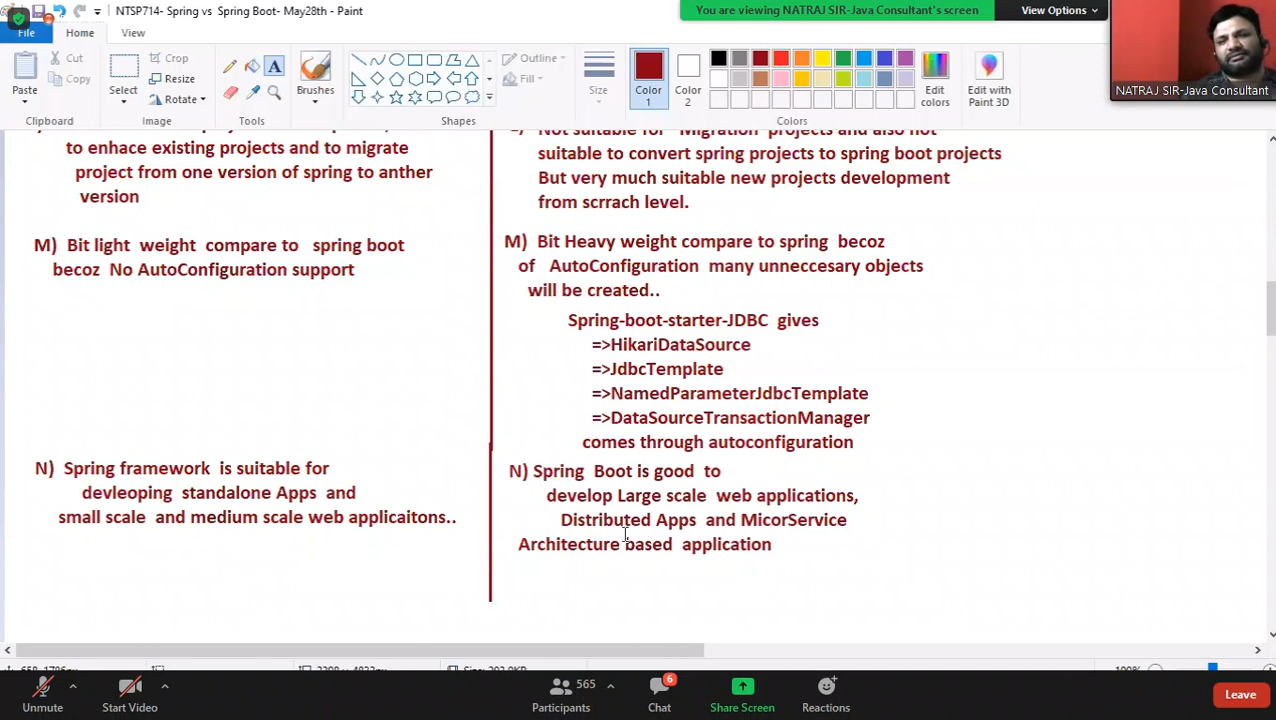 NTSP714- Spring vs Spring Boot- May28th - Paint
You are viewing NATRAJ SIR-Java Consultant's screen
View Options
File
Home
View
Paste
Cut
Copy
Clipboard
Select
Crop
Resize
Rotate
Image
Tools
Brushes
Shapes
Outline
Fill
Size
Color 1
Color 2
Edit colors
Colors
Edit with Paint 3D
NATRAJ SIR-Java Consultant
to enhace existing projects and to migrate
project from one version of spring to anther
version
M) Bit light weight compare to spring boot
becoz No AutoConfiguration support
N) Spring framework is suitable for
devleoping standalone Apps and
small scale and medium scale web applicaitons..
=) Not suitable for Migration projects and also not
suitable to convert spring projects to spring boot projects
But very much suitable new projects development
from scrrach level.
M) Bit Heavy weight compare to spring becoz
of AutoConfiguration many unneccesary objects
will be created..
Spring-boot-starter-JDBC gives
=>HikariDataSource
=>JdbcTemplate
=>NamedParameterJdbcTemplate
=>DataSourceTransactionManager
comes through autoconfiguration
N) Spring Boot is good to
develop Large scale web applications,
Distributed Apps and MicorService
Architecture based application
100%
Unmute
Start Video
565
Participants
6
Chat
Share Screen
Reactions
Leave